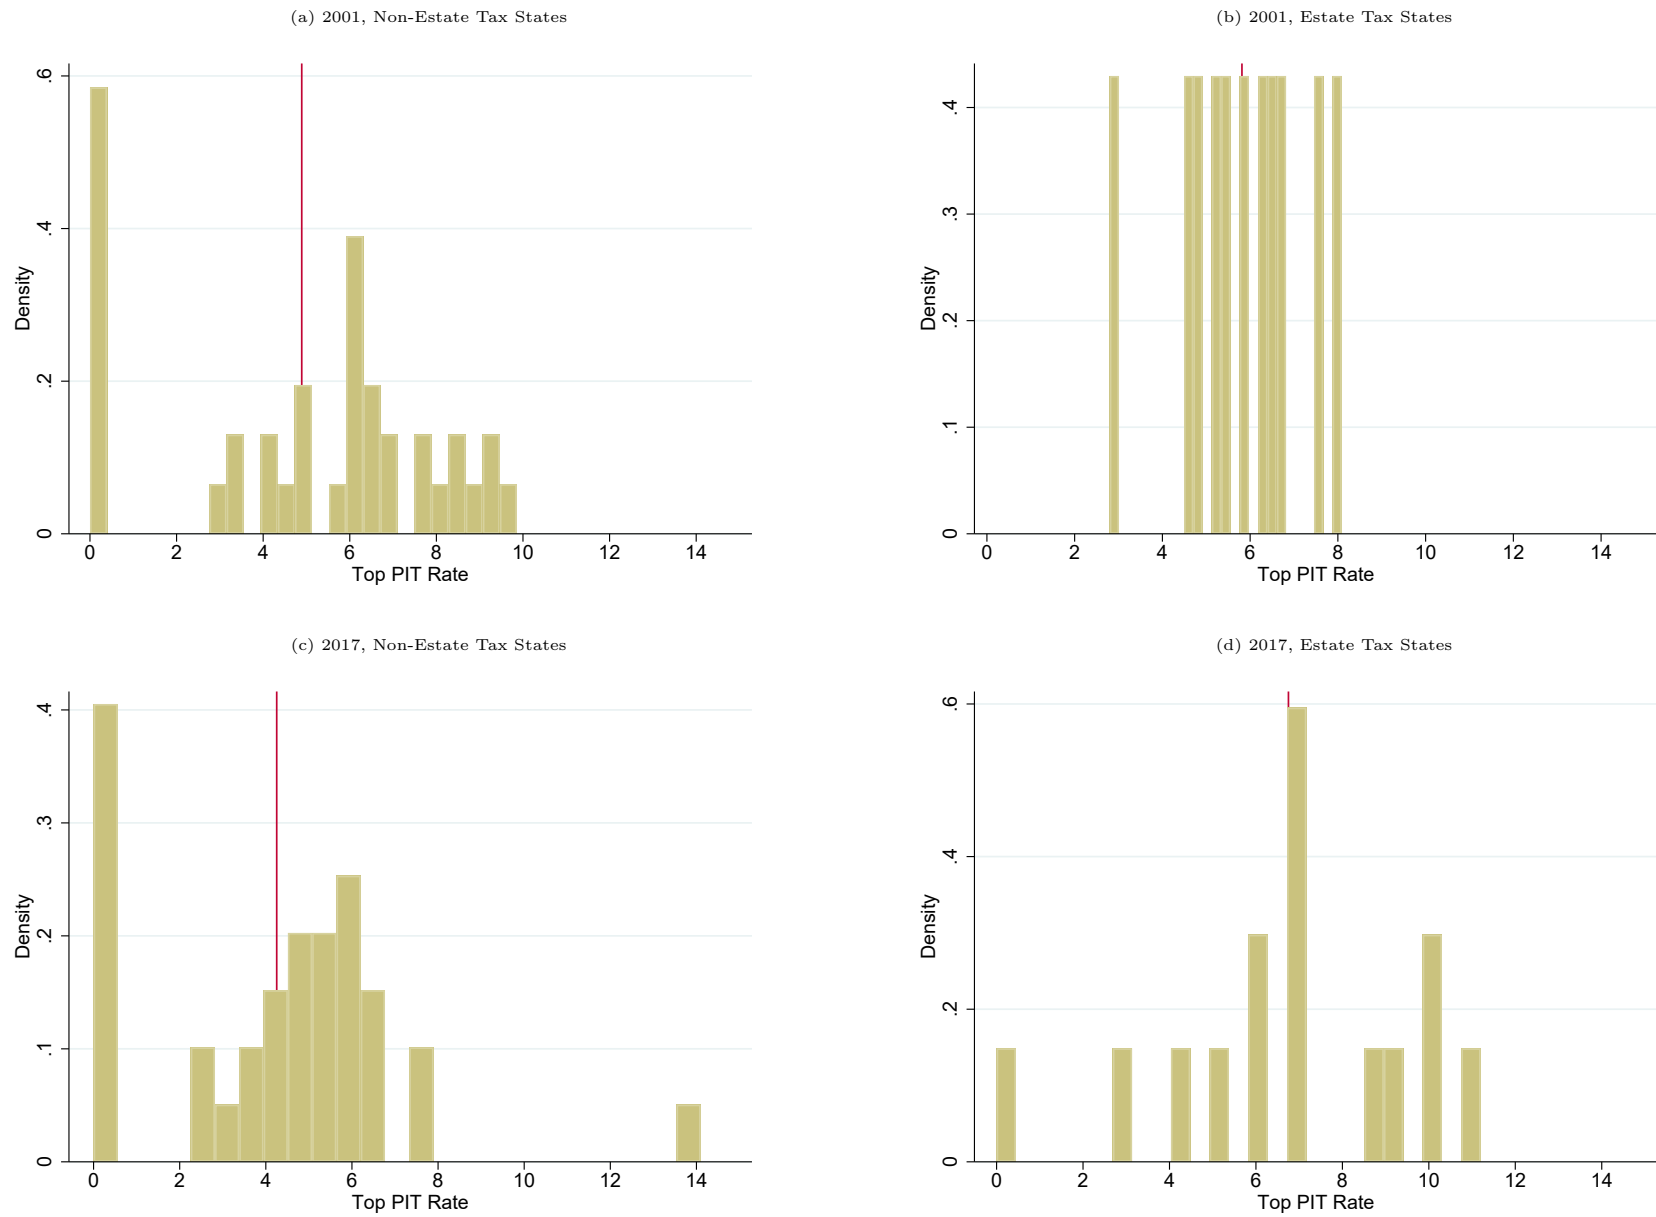 (a) 2001, Non-Estate Tax States
.6
.4
.2
0
Density
0 2 4 6 8 10 12 14
Top PIT Rate
(b) 2001, Estate Tax States
.4
.3
.2
.1
0
Density
0 2 4 6 8 10 12 14
Top PIT Rate
(c) 2017, Non-Estate Tax States
.4
.3
.2
.1
0
Density
0 2 4 6 8 10 12 14
Top PIT Rate
(d) 2017, Estate Tax States
.6
.4
.2
0
Density
0 2 4 6 8 10 12 14
Top PIT Rate